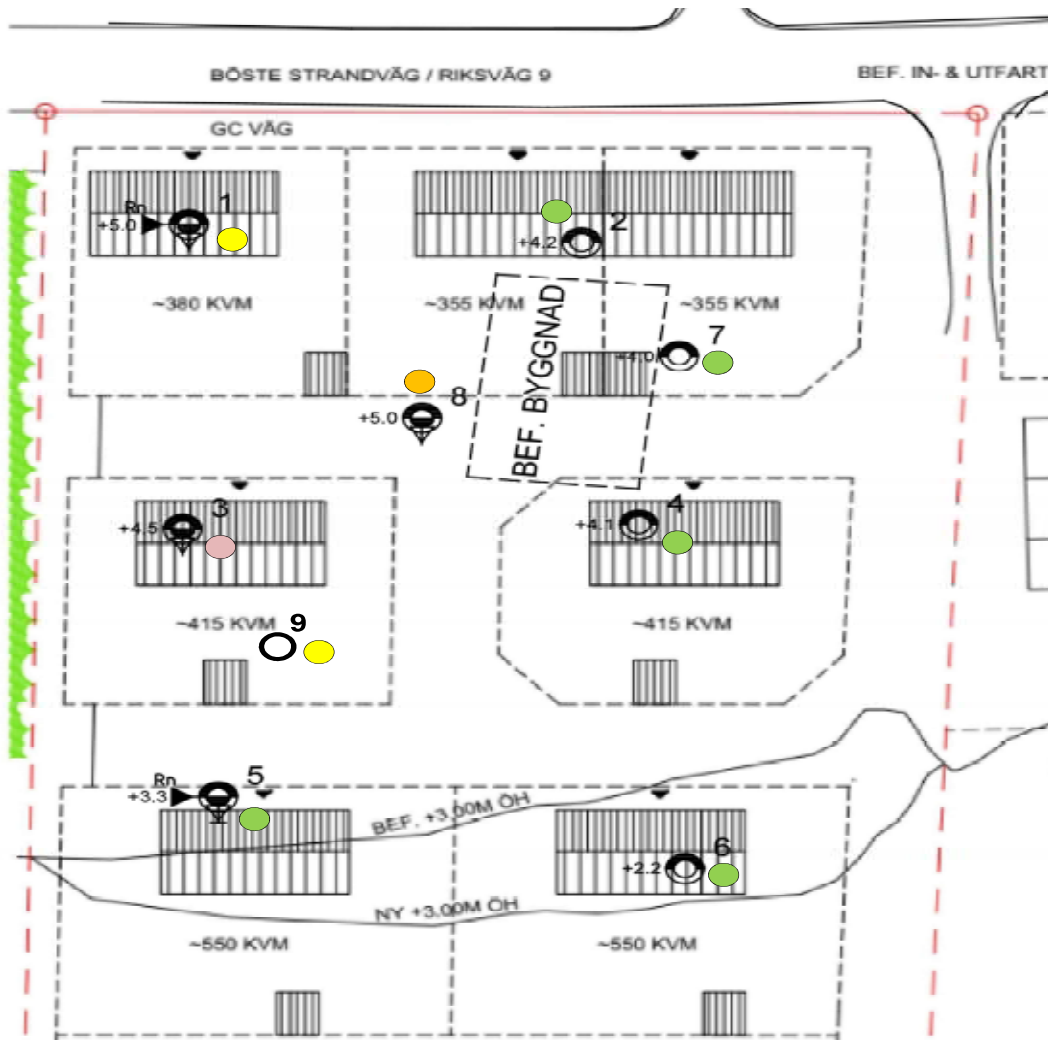 BÖSTE STRANDVÄG / RIKSVÄG 9
BEF. IN- & UTFART
GC VÄG
1
Rn
+5.0
2
+4.2
~380 KVM
~355 KVM
~355 KVM
BEF. BYGGNAD
7
+4.0
8
+5.0
3
+4.5
4
+4.1
~415 KVM
~415 KVM
9
5
Rn
+3.3
BEF. +3.00M ÖH
6
+2.2
NY +3.00M ÖH
~550 KVM
~550 KVM